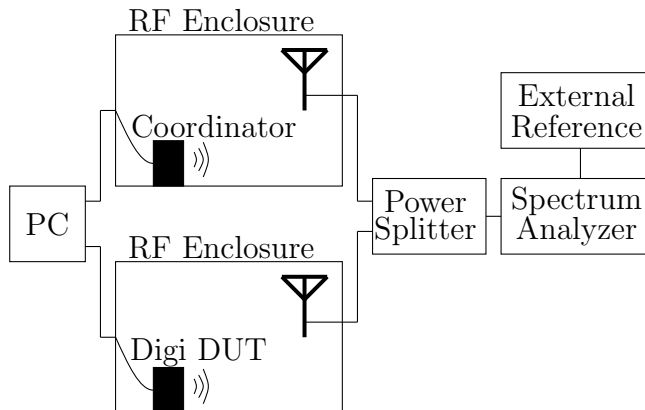 RF Enclosure
Coordinator
External
Reference
PC
Power
Splitter
Spectrum
Analyzer
RF Enclosure
Digi DUT